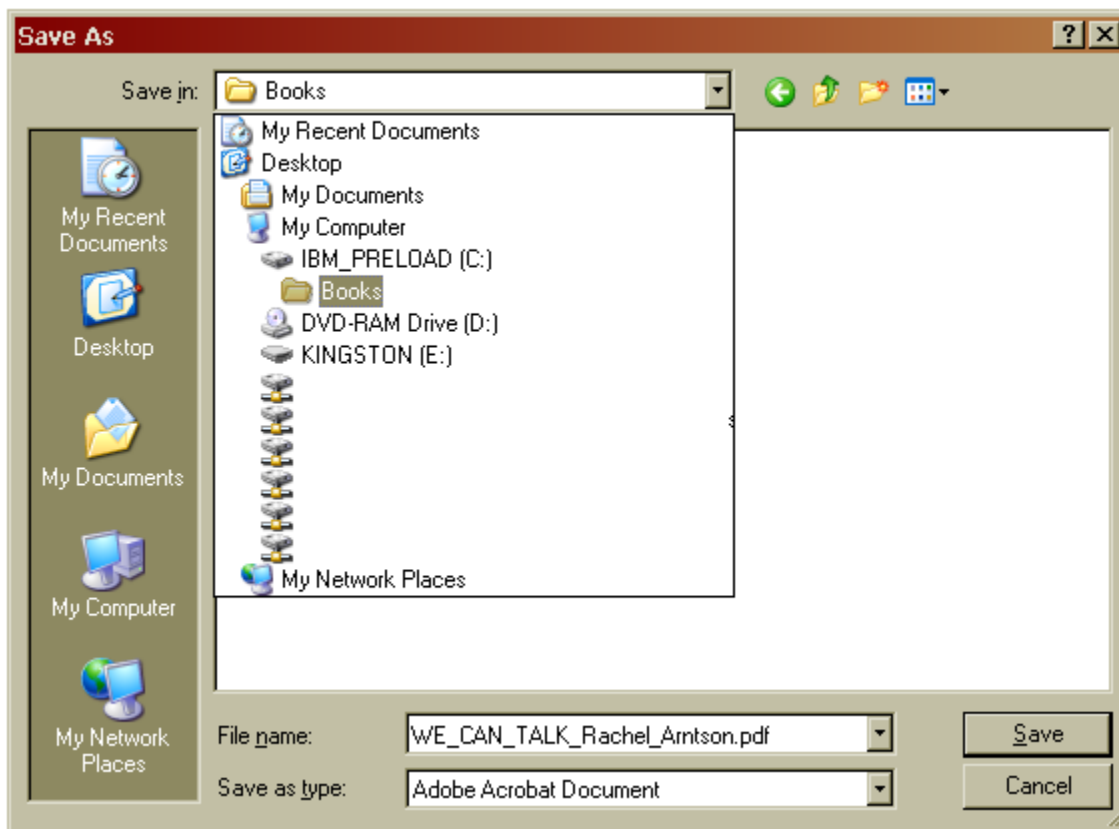 Save As
Save in: Books
My Recent Documents
Desktop
My Documents
My Computer
IBM_PRELOAD (C:)
Books
DVD-RAM Drive (D:)
KINGSTON (E:)
My Network Places
My Recent
Documents
Desktop
My Documents
My Computer
My Network
Places
File name: WE_CAN_TALK_Rachel_Arntson.pdf
Save
Save as type: Adobe Acrobat Document
Cancel